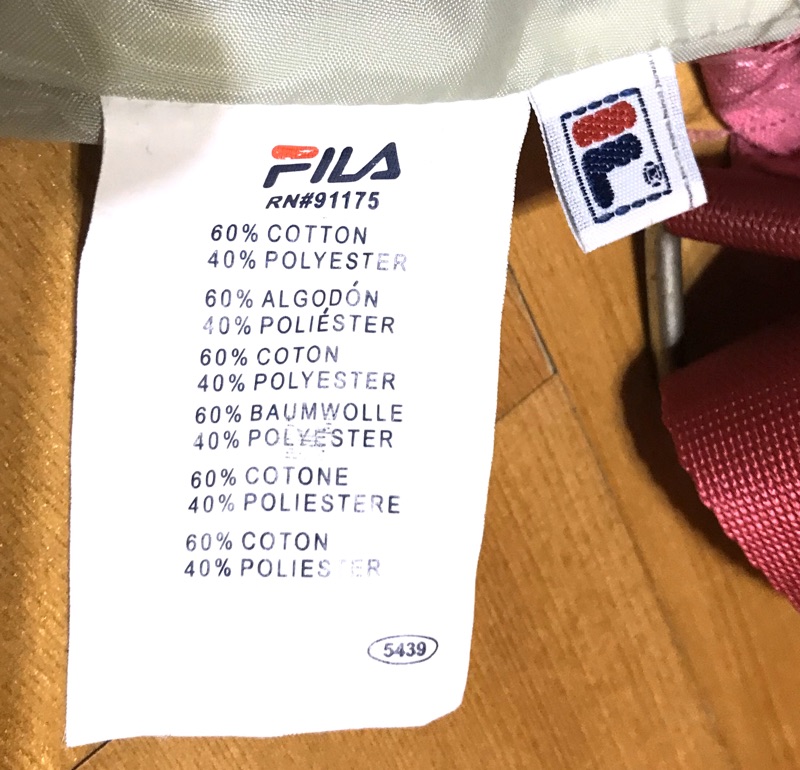 FILA
RN#91175
60% COTTON
40% POLYESTER
60% ALGODÓN
40% POLIÉSTER
60% COTON
40% POLYESTER
60% BAUMWOLLE
40% POLYESTER
60% COTONE
40% POLIESTERE
60% COTON
40% POLIESTER
5439